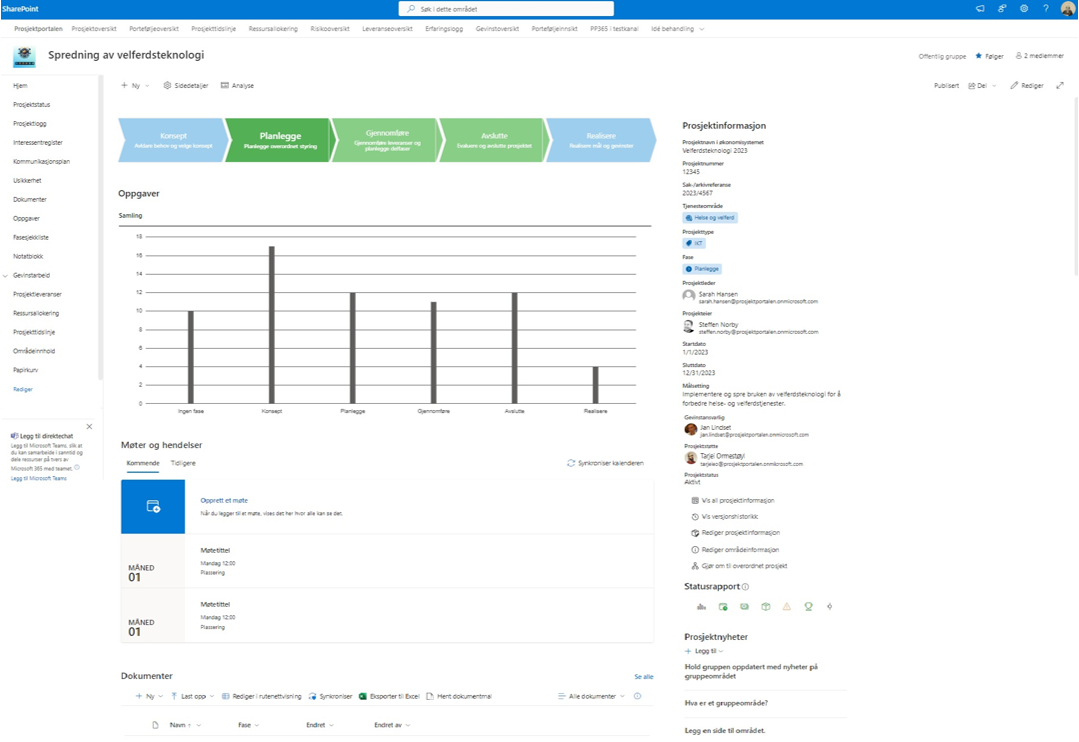 SharePoint
Søk i dette området
Prosjektportalen Prosjektoversikt Porteføljeoversikt Prosjekttidslinje Ressursallokering Risikooversikt Leveranseoversikt Erfaringslogg Gevinstoversikt Porteføljeinnsikt PP365 i testkanal Idé behandling
Spredning av velferdsteknologi
Offentlig gruppe Følger 2 medlemmer
Hjem
Prosjektstatus
Prosjektlogg
Interessentregister
Kommunikasjonsplan
Usikkerhet
Dokumenter
Oppgaver
Fasesjekkliste
Notatblokk
Gevinstarbeid
Prosjektleveranser
Ressursallokering
Prosjekttidslinje
Områdeinnhold
Papirkurv
Rediger
Legg til direktechat
Legg til Microsoft Teams, slik at
du kan samarbeide i sanntid og
dele ressurser på tvers av
Microsoft 365 med teamet.
Legg til Microsoft Teams
Ny Sidedetaljer Analyse
Publisert Del Rediger
Konsept
Avklare behov og velge konsept
Planlegge
Planlegge overordnet styring
Gjennomføre
Gjennomføre leveranser og
planlegge delfaser
Avslutte
Evaluere og avslutte prosjektet
Realisere
Realisere mål og gevinster
Oppgaver
Samling
18
16
14
12
10
8
6
4
2
0
Ingen fase Konsept Planlegge Gjennomføre Avslutte Realisere
Møter og hendelser
Kommende Tidligere
Synkroniser kalenderen
Opprett et møte
Når du legger til et møte, vises det her hvor alle kan se det.
MÅNED
01
Møtetittel
Mandag 12:00
Plassering
MÅNED
01
Møtetittel
Mandag 12:00
Plassering
Dokumenter
Se alle
Ny Last opp Rediger i rutenettvisning Synkroniser Eksporter til Excel Hent dokumentmal Alle dokumenter
Navn Fase Endret Endret av
Prosjektinformasjon
Prosjektnavn i økonomisystemet
Velferdsteknologi 2023
Prosjektnummer
12345
Sak-/arkivreferanse
2023/4567
Tjenesteområde
Helse og velferd
Prosjekttype
IKT
Fase
Planlegge
Prosjektleder
Sarah Hansen
sarah.hansen@prosjektportalen.onmicrosoft.com
Prosjekteier
Steffen Norby
steffen.norby@prosjektportalen.onmicrosoft.com
Startdato
1/1/2023
Sluttdato
12/31/2023
Målsetting
Implementere og spre bruken av velferdsteknologi for å
forbedre helse- og velferdstjenester.
Gevinstansvarlig
Jan Lindset
jan.lindset@prosjektportalen.onmicrosoft.com
Prosjektstøtte
Tarjei Ormestøyl
tarjeieo@prosjektportalen.onmicrosoft.com
Prosjektstatus
Aktivt
Vis all prosjektinformasjon
Vis versjonshistorikk
Rediger prosjektinformasjon
Rediger områdeinformasjon
Gjør om til overordnet prosjekt
Statusrapport
Prosjektnyheter
Legg til
Hold gruppen oppdatert med nyheter på
gruppeområdet
Hva er et gruppeområde?
Legg en side til området.